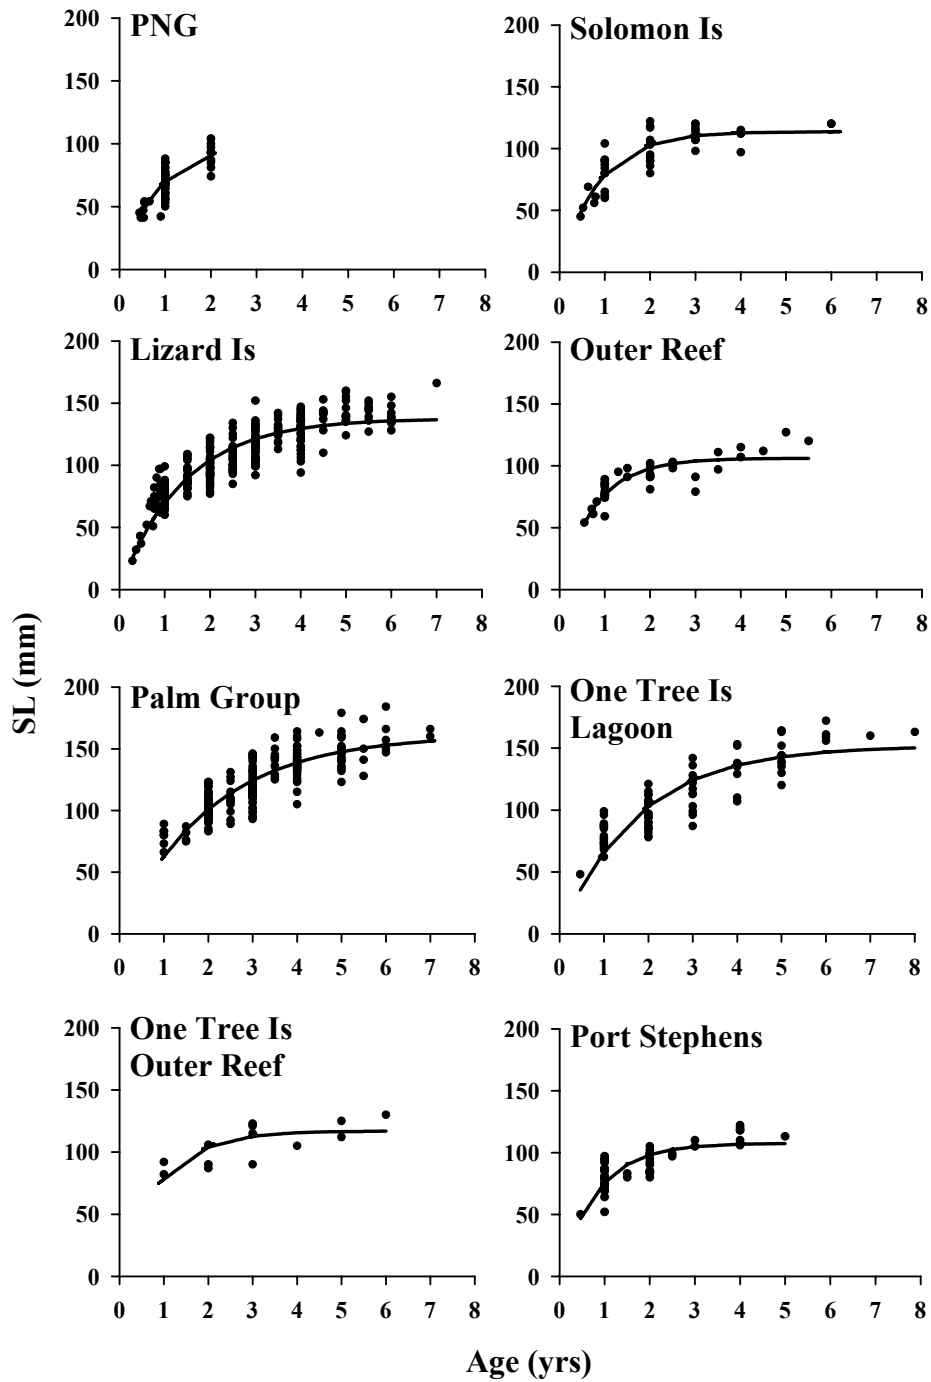 PNG
200
150
100
50
0
0 1 2 3 4 5 6 7 8
Solomon Is
200
150
100
50
0
0 1 2 3 4 5 6 7 8
Lizard Is
200
150
100
50
0
0 1 2 3 4 5 6 7 8
Outer Reef
200
150
100
50
0
0 1 2 3 4 5 6 7 8
SL (mm)
Palm Group
200
150
100
50
0
0 1 2 3 4 5 6 7 8
One Tree Is
Lagoon
200
150
100
50
0
0 1 2 3 4 5 6 7 8
One Tree Is
Outer Reef
200
150
100
50
0
0 1 2 3 4 5 6 7 8
Port Stephens
200
150
100
50
0
0 1 2 3 4 5 6 7 8
Age (yrs)